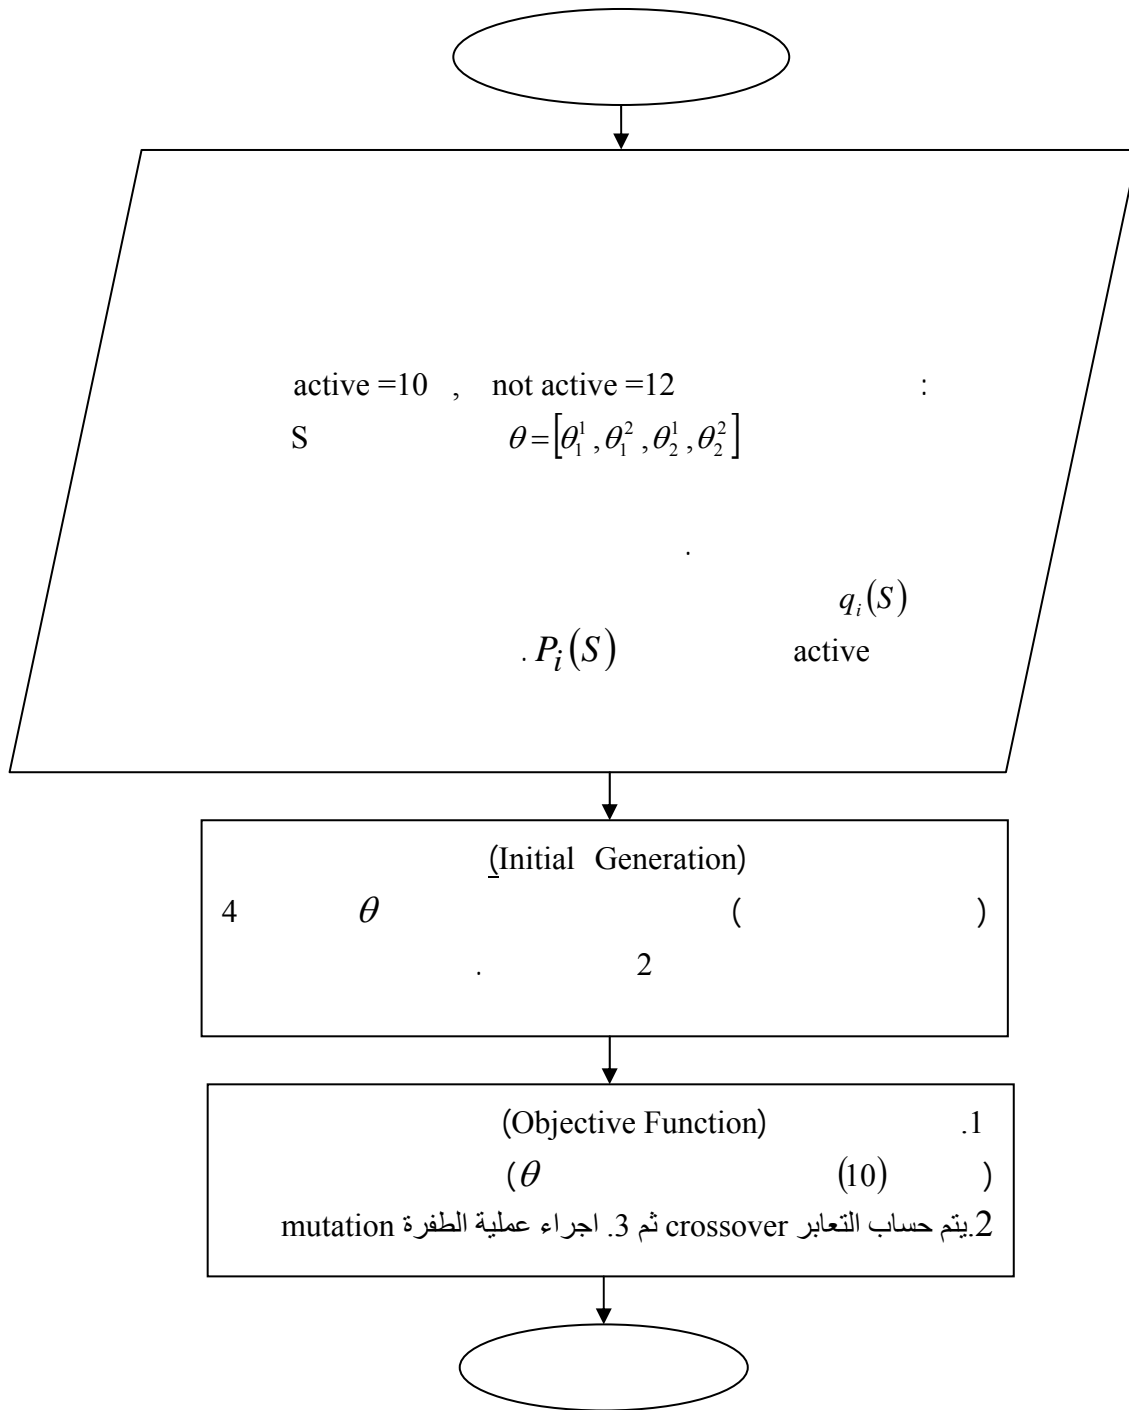 active =10 , not active =12 :
S θ=[θ₁¹ , θ₁² , θ₂¹ , θ₂²]
.
qᵢ(S)
. Pᵢ(S) active
(Initial Generation)
4 θ ( )
. 2
(Objective Function) .1
(θ (10) )
2.يتم حساب التعابر crossover ثم 3. اجراء عملية الطفرة mutation